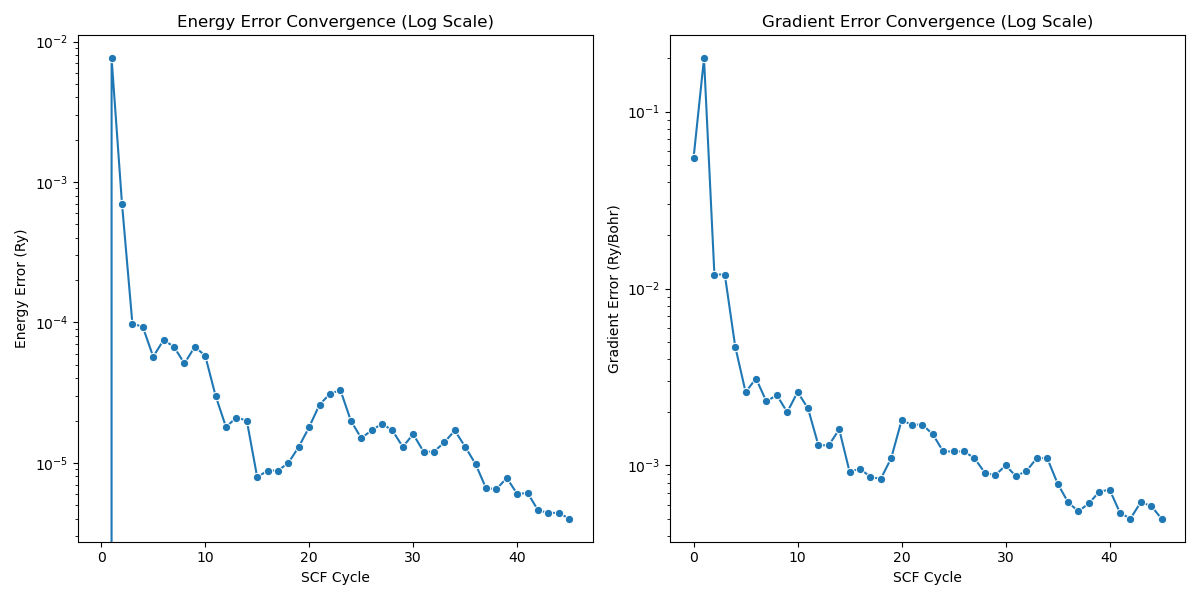 Energy Error Convergence (Log Scale)
Energy Error (Ry)
10⁻²
10⁻³
10⁻⁴
10⁻⁵
0 10 20 30 40
SCF Cycle
Gradient Error Convergence (Log Scale)
Gradient Error (Ry/Bohr)
10⁻¹
10⁻²
10⁻³
0 10 20 30 40
SCF Cycle